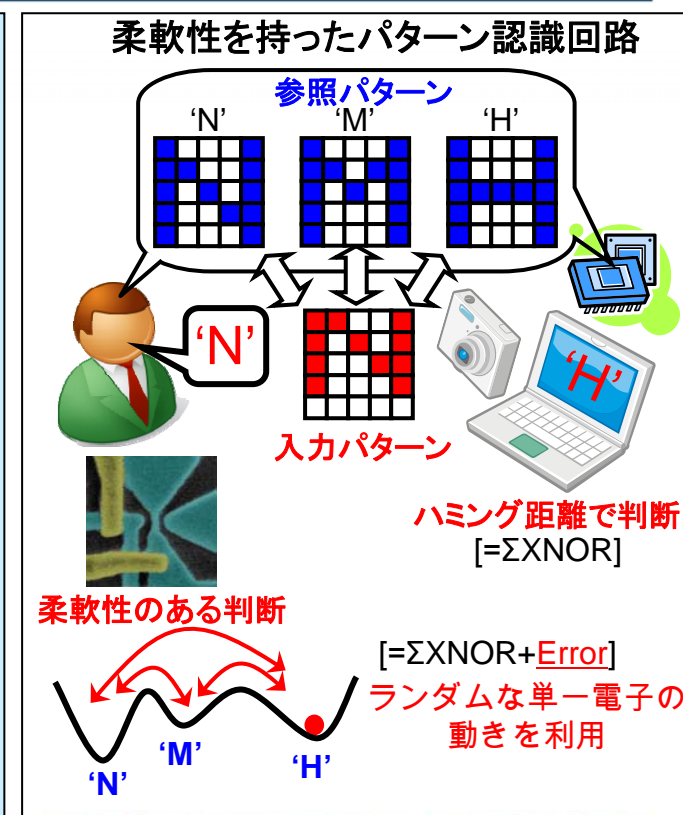 柔軟性を持ったパターン認識回路
参照パターン
‘N’ ‘M’ ‘H’
‘N’
‘H’
入力パターン
ハミング距離で判断
[=ΣXNOR]
柔軟性のある判断
[=ΣXNOR+Error]
ランダムな単一電子の
動きを利用
‘N’ ‘M’ ‘H’